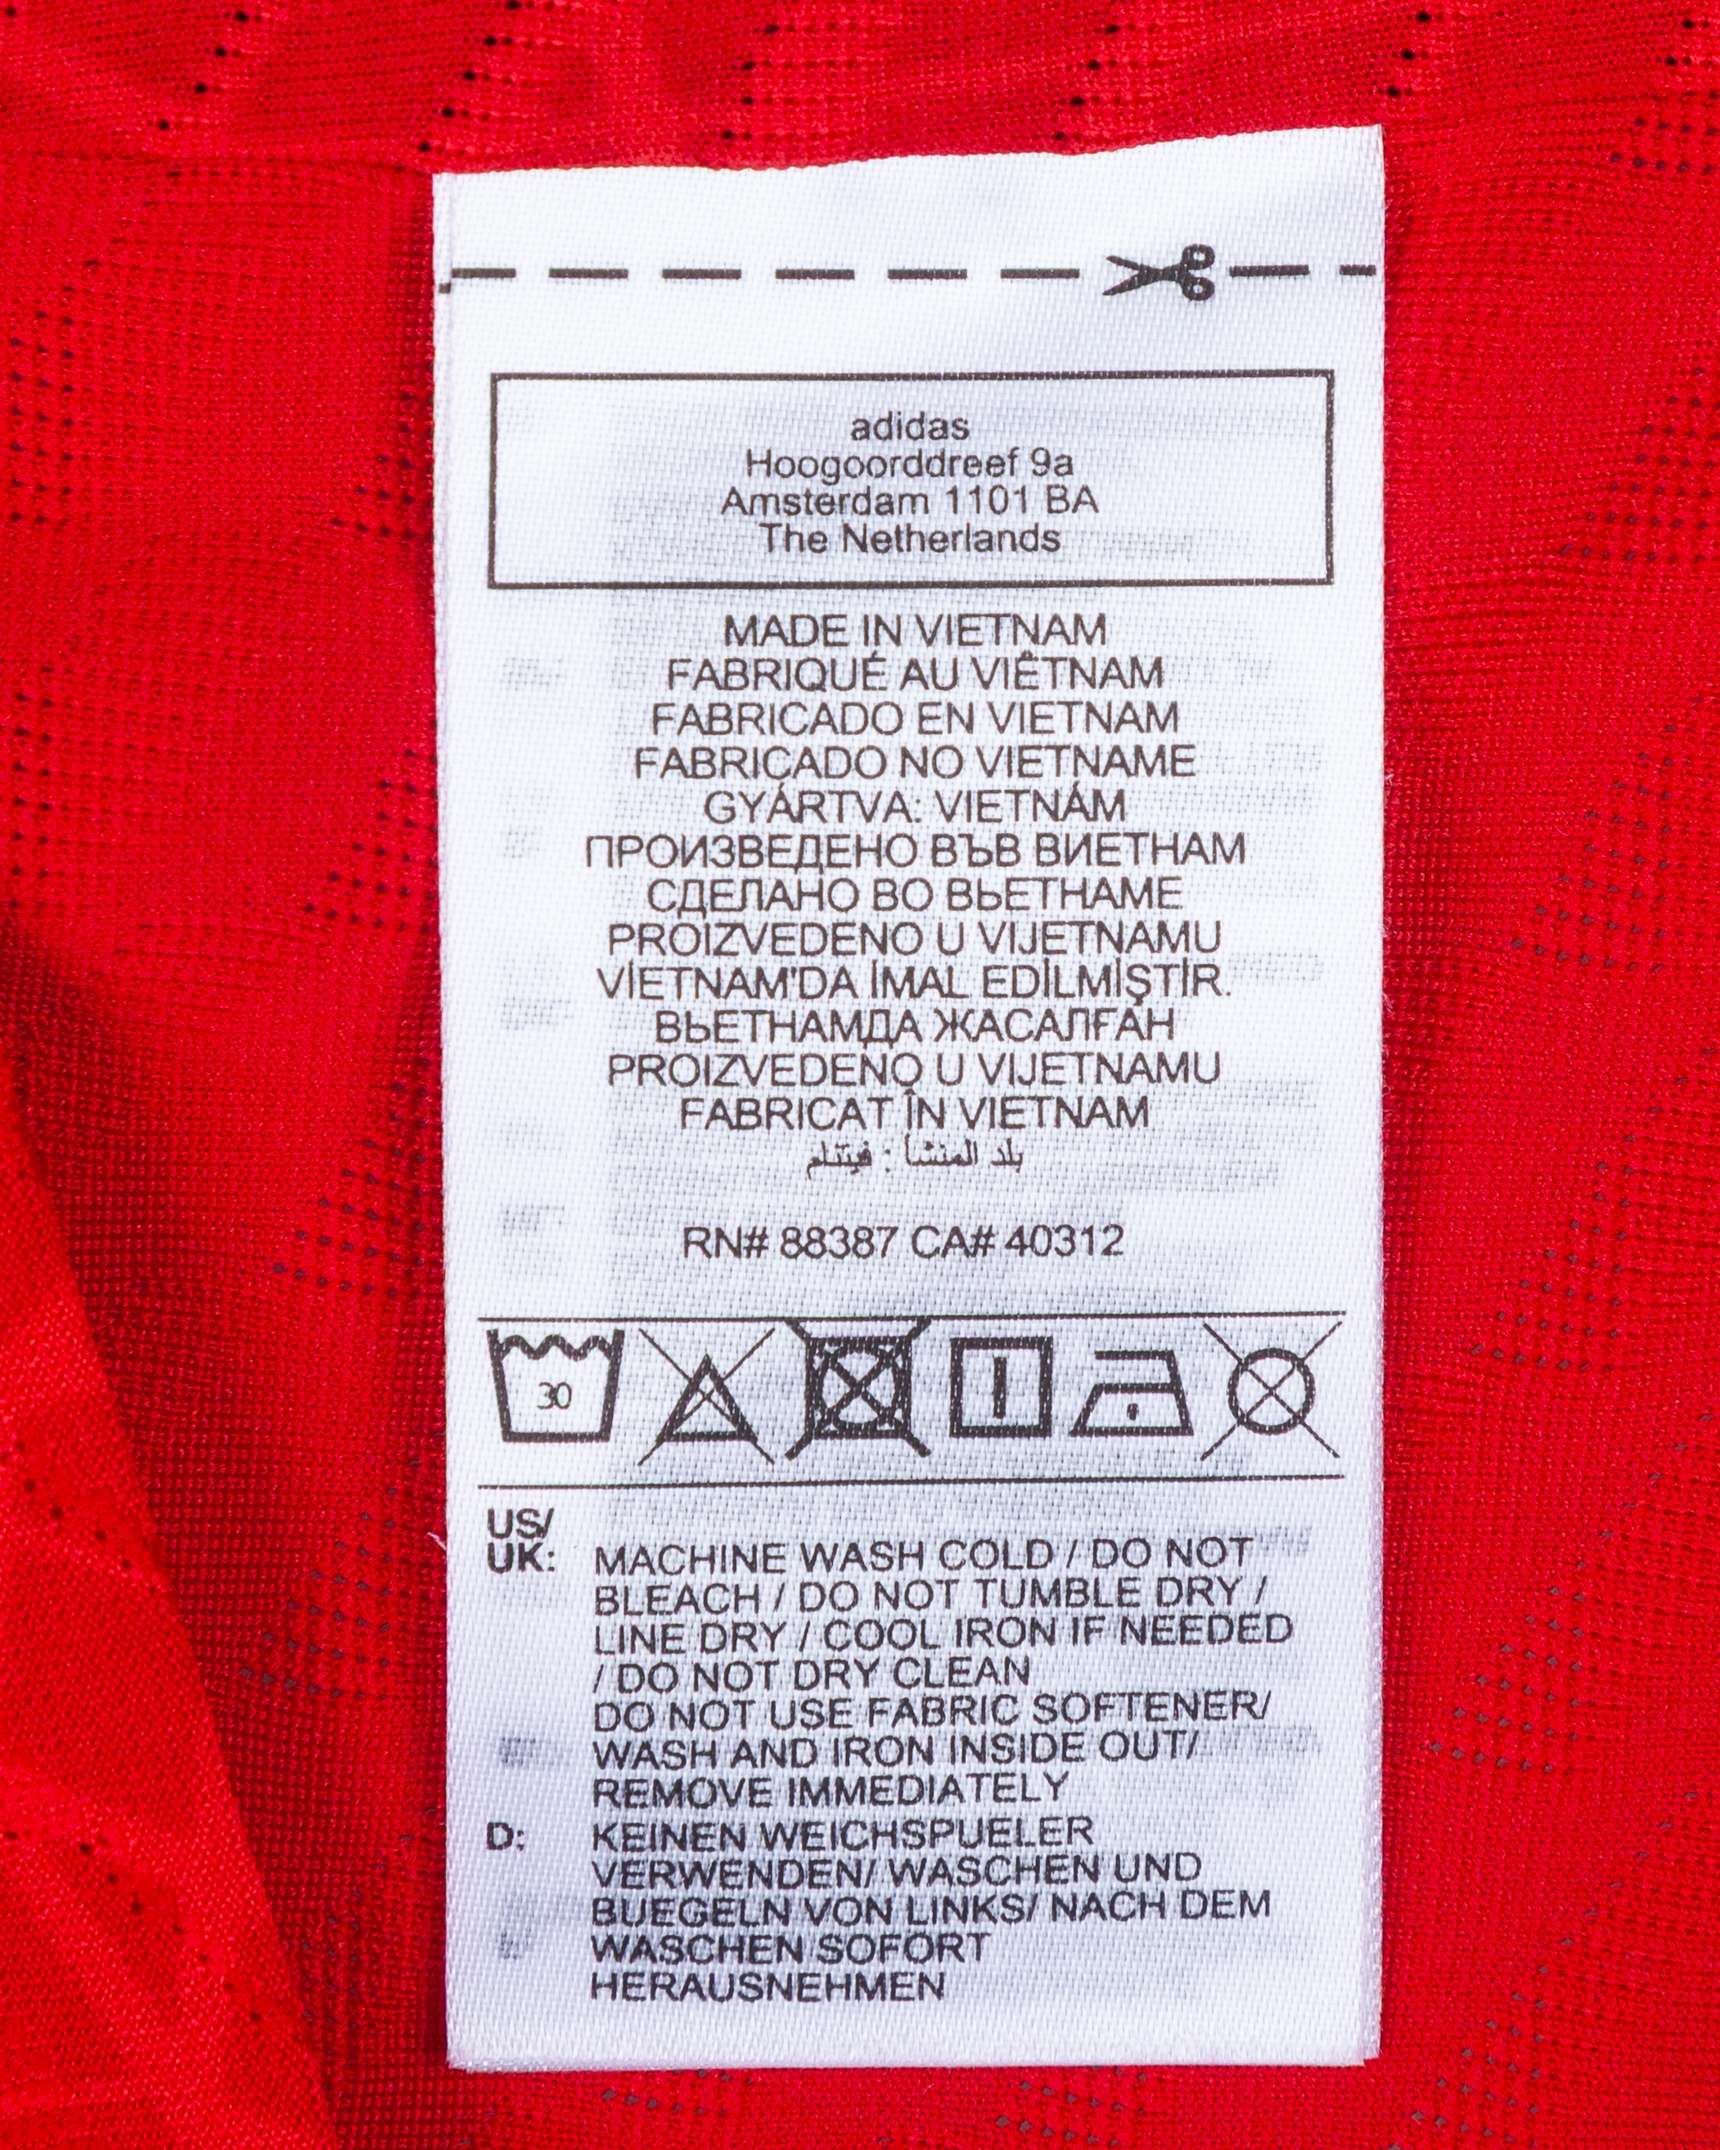 adidas
Hoogoorddreef 9a
Amsterdam 1101 BA
The Netherlands
MADE IN VIETNAM
FABRIQUÉ AU VIÊTNAM
FABRICADO EN VIETNAM
FABRICADO NO VIETNAME
GYÁRTVA: VIETNÁM
ПРОИЗВЕДЕНО ВЪВ ВИЕТНАМ
СДЕЛАНО ВО ВЬЕТНАМЕ
PROIZVEDENO U VIJETNAMU
VİETNAM'DA İMAL EDİLMİŞTİR.
ВЬЕТНАМДА ЖАСАЛҒАН
PROIZVEDENO U VIJETNAMU
FABRICAT ÎN VIETNAM
بلد المنشأ : فيتنام
RN# 88387 CA# 40312
30
US/
UK: MACHINE WASH COLD / DO NOT
BLEACH / DO NOT TUMBLE DRY /
LINE DRY / COOL IRON IF NEEDED
/ DO NOT DRY CLEAN
DO NOT USE FABRIC SOFTENER/
WASH AND IRON INSIDE OUT/
REMOVE IMMEDIATELY
D: KEINEN WEICHSPUELER
VERWENDEN/ WASCHEN UND
BUEGELN VON LINKS/ NACH DEM
WASCHEN SOFORT
HERAUSNEHMEN